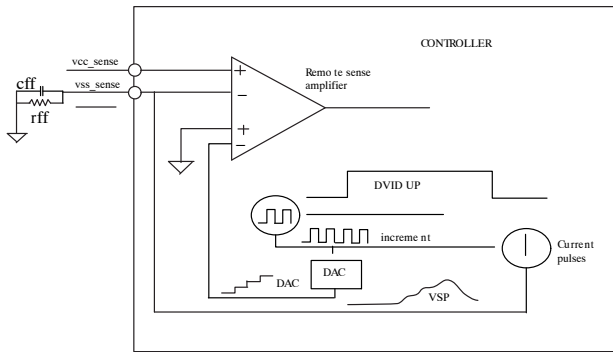 CONTROLLER
vcc_sense
Remo te sense
amplifier
cff
vss_sense
rff
+
−
+
−
DVID UP
increme nt
Current
pulses
DAC
DAC
VSP